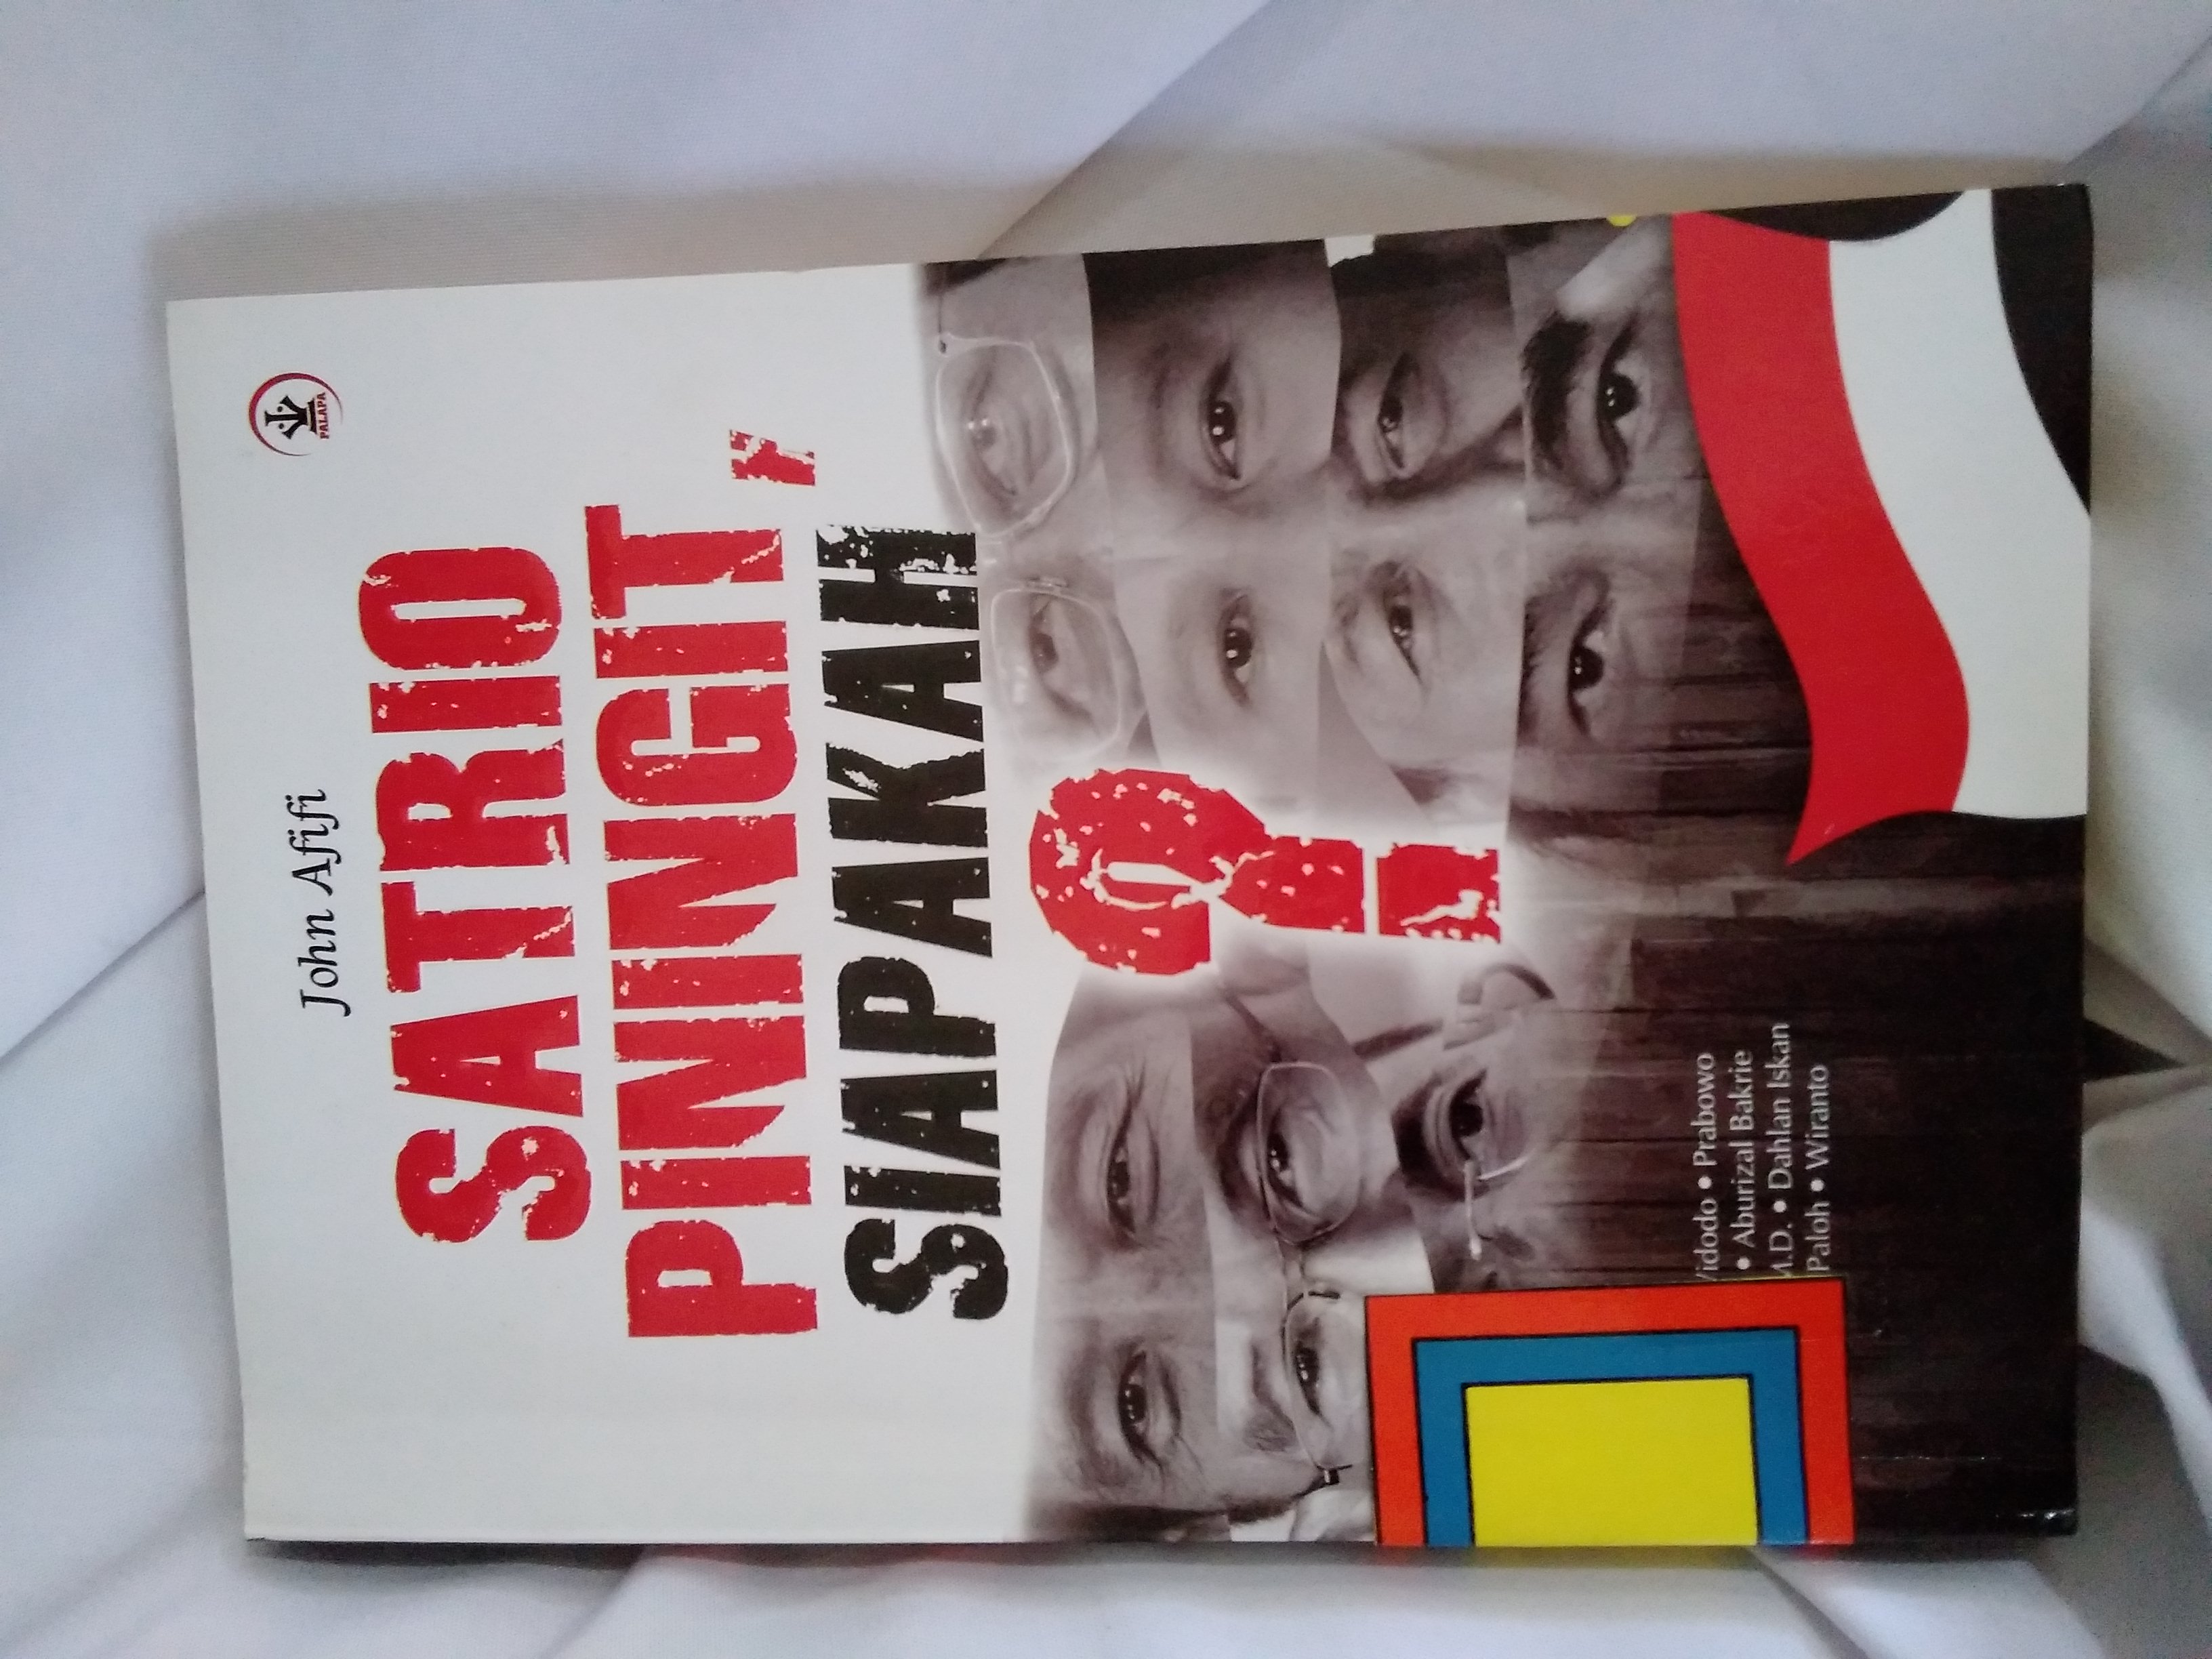 PALAPA
John Afifi
SATRIO
PININGIT,
SIAPAKAH
?!
idodo • Prabowo
• Aburizal Bakrie
M.D. • Dahlan Iskan
Paloh • Wiranto